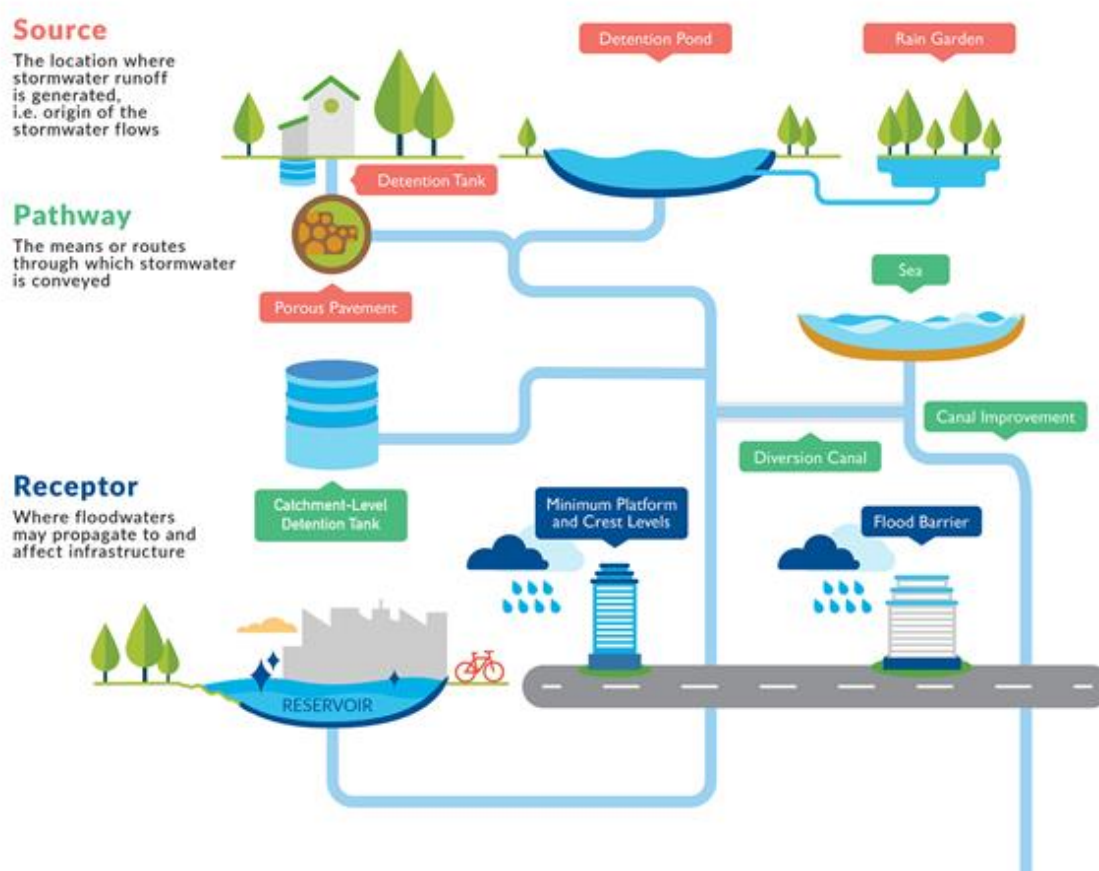 Source
The location where
stormwater runoff
is generated,
i.e. origin of the
stormwater flows
Detention Pond
Rain Garden
Detention Tank
Pathway
The means or routes
through which stormwater
is conveyed
Sea
Porous Pavement
Canal Improvement
Diversion Canal
Receptor
Where floodwaters
may propagate to and
affect infrastructure
Catchment-Level
Detention Tank
Minimum Platform
and Crest Levels
Flood Barrier
RESERVOIR